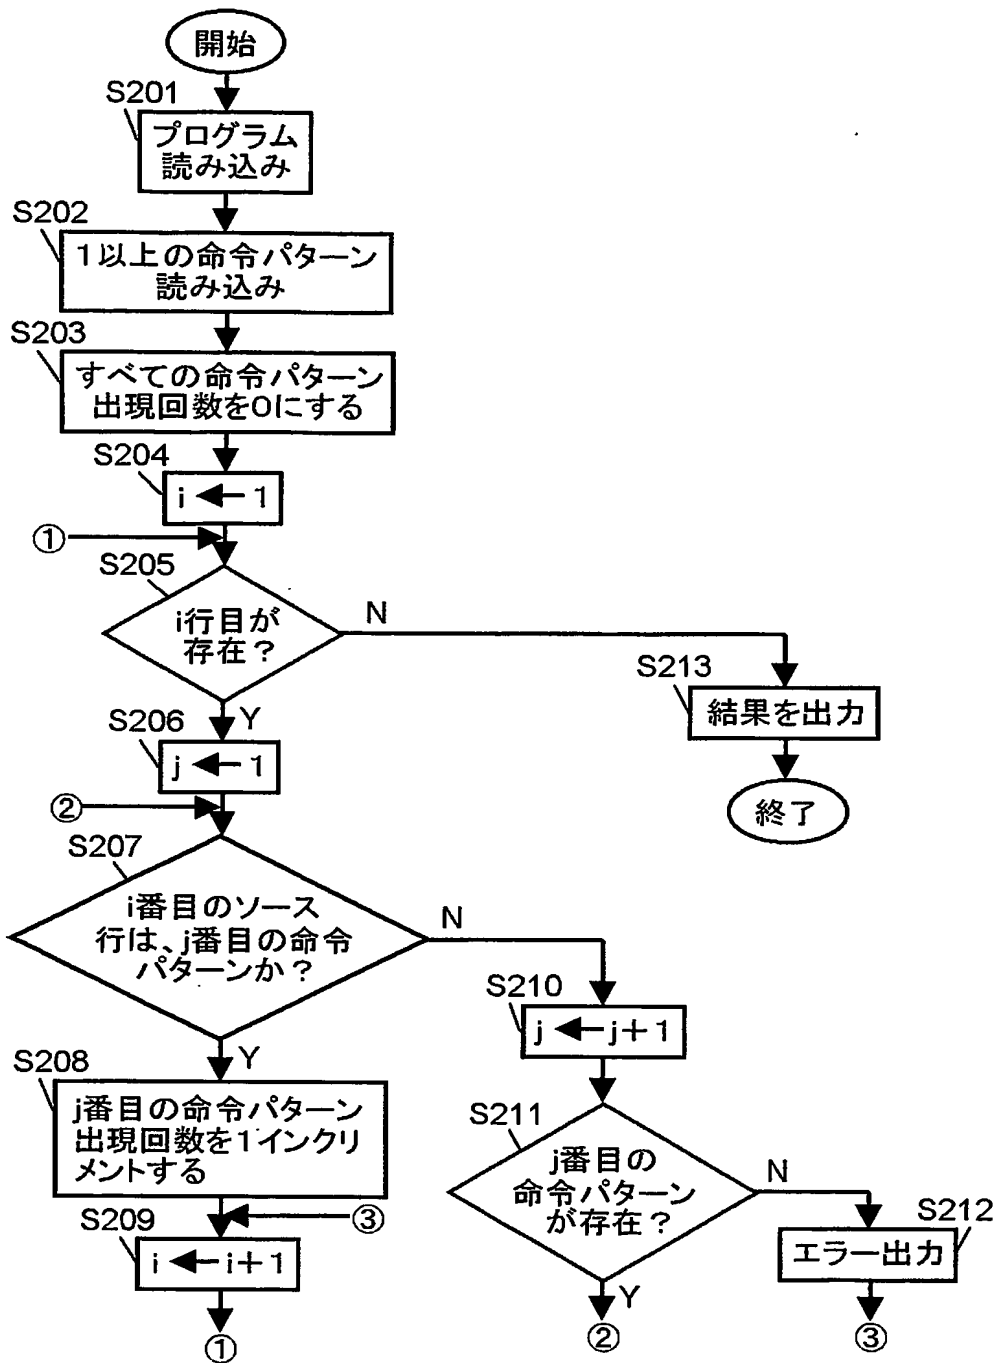 開始
S201
プログラム
読み込み
S202
1以上の命令パターン
読み込み
S203
すべての命令パターン
出現回数を0にする
S204
i ← 1
①
S205
i行目が
存在？
N
Y
S213
結果を出力
終了
S206
j ← 1
②
S207
i番目のソース
行は、j番目の命令
パターンか？
N
Y
S210
j ← j＋1
S208
j番目の命令パターン
出現回数を1インクリ
メントする
S211
j番目の
命令パターン
が存在？
N
Y
③
S209
i ← i＋1
S212
エラー出力
①
②
③